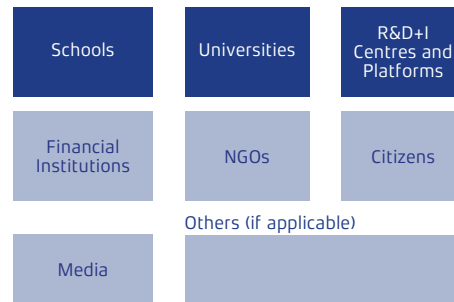 Schools
Universities
R&D+I
Centres and
Platforms
Financial
Institutions
NGOs
Citizens
Others (if applicable)
Media